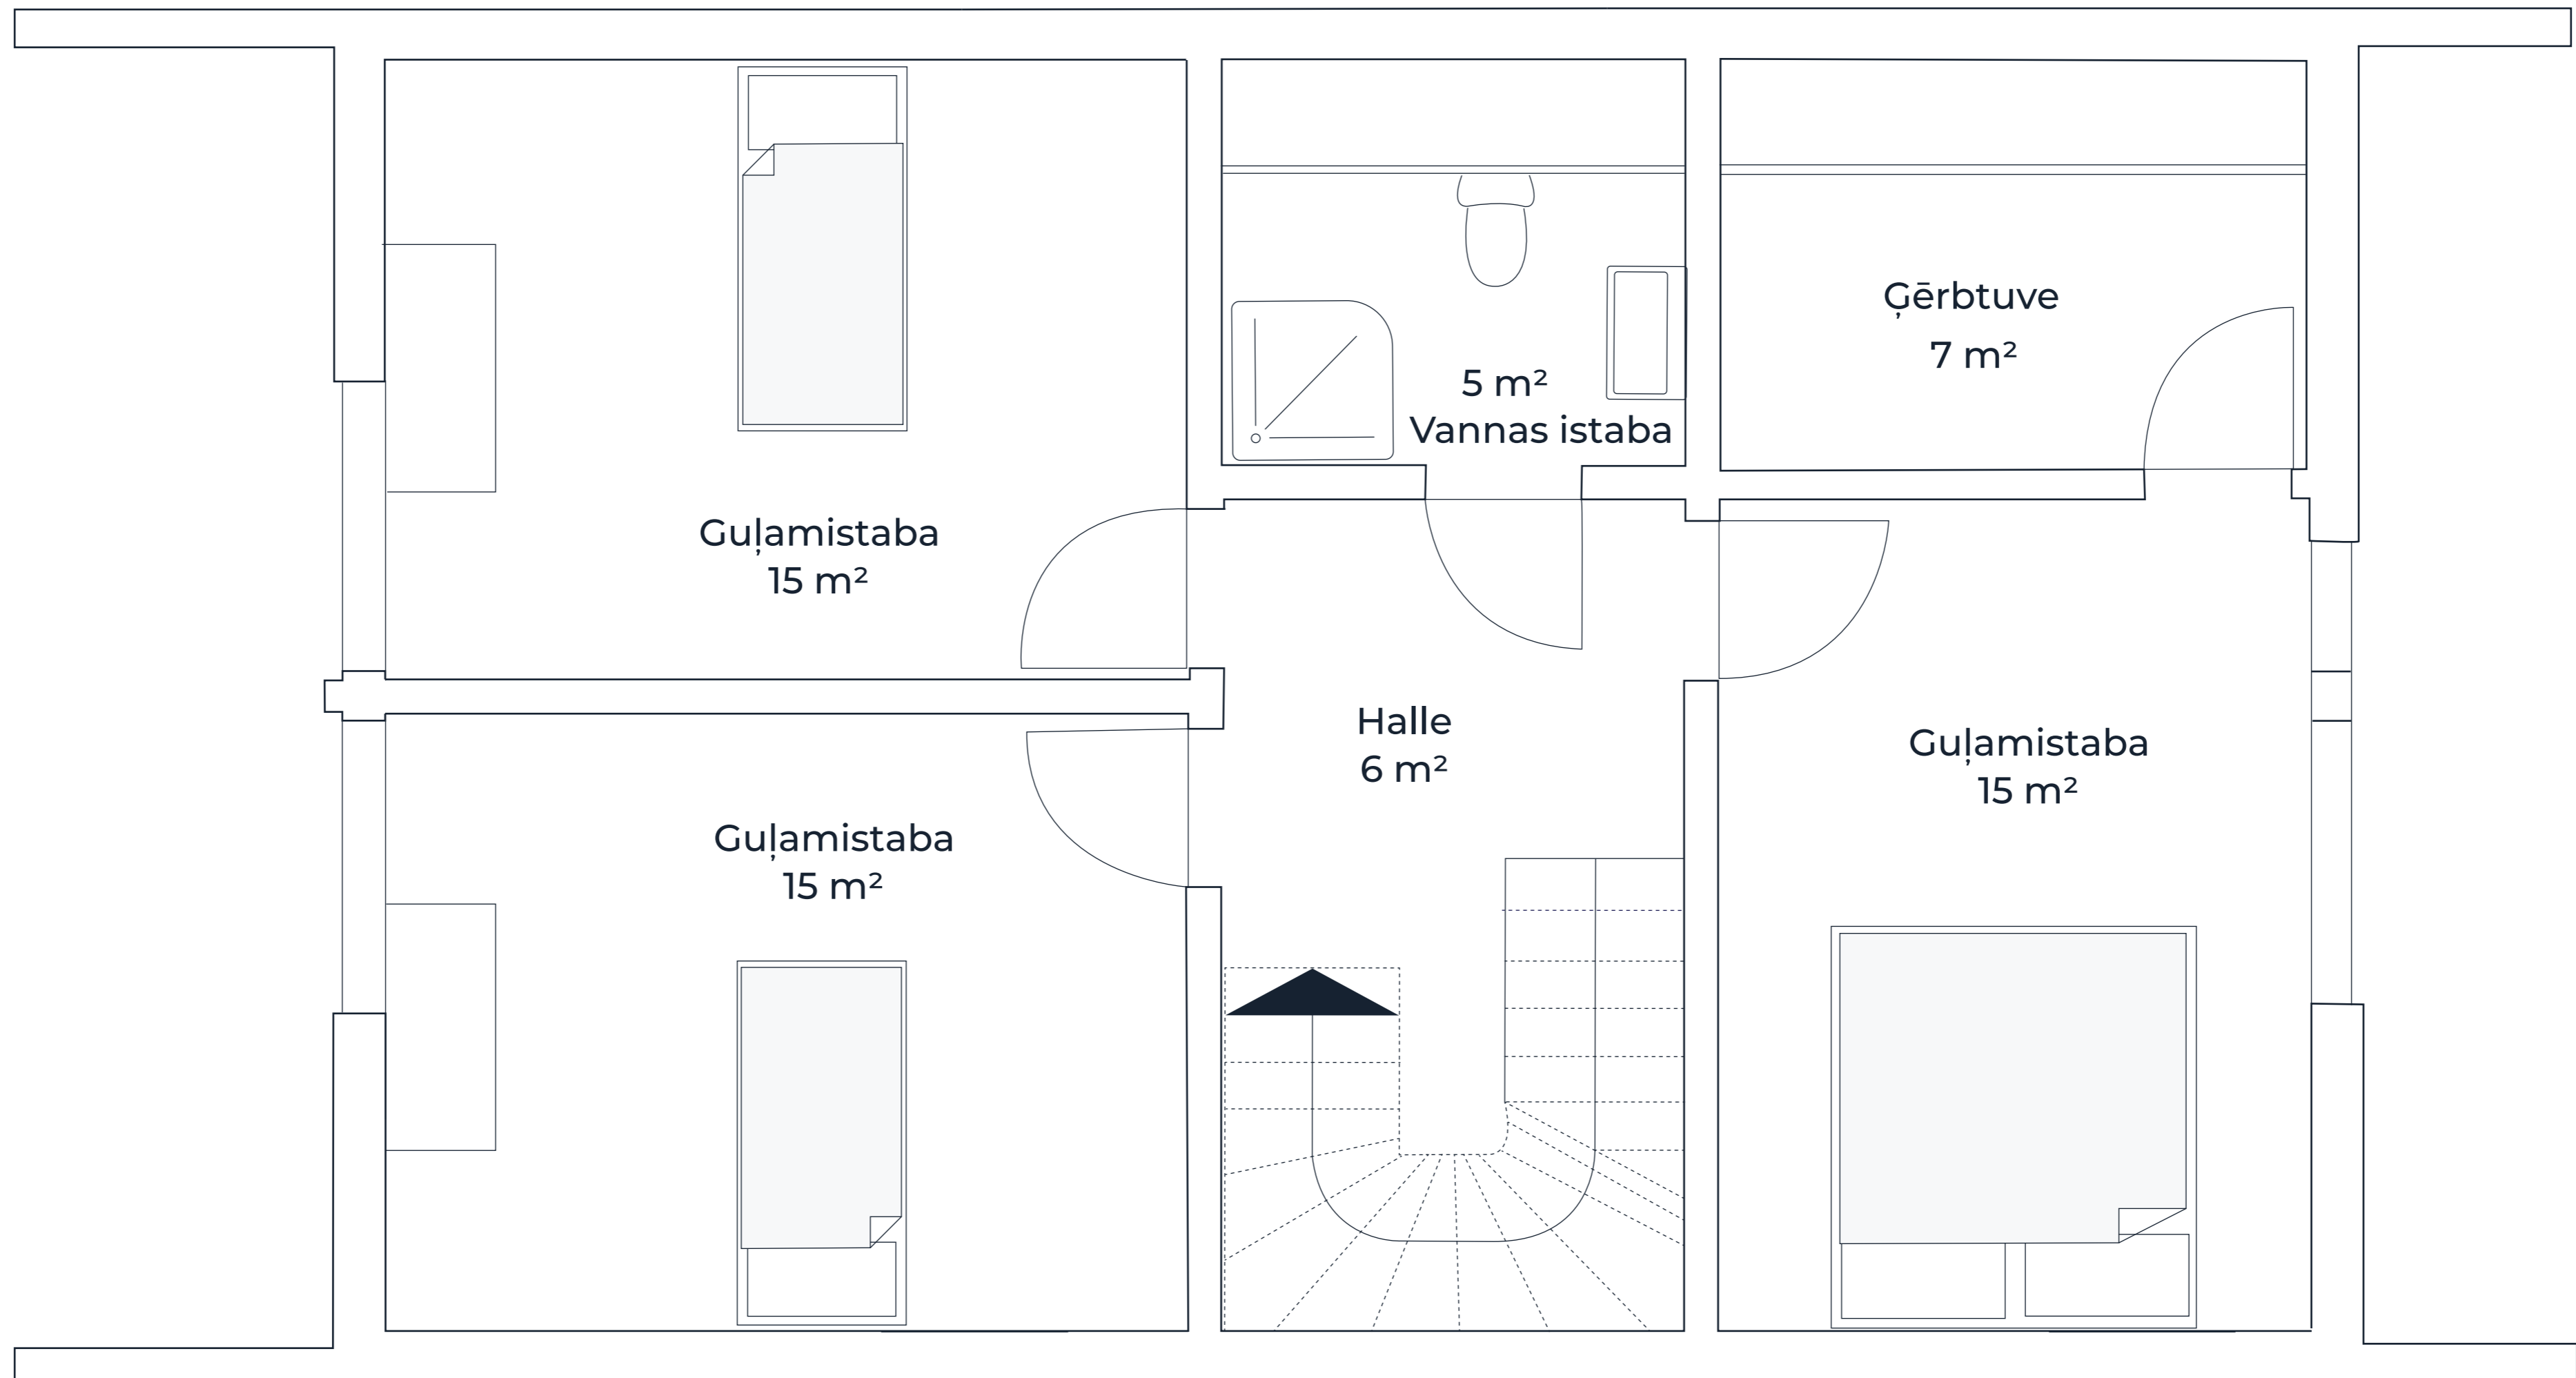 Ģērbtuve
7 m²
5 m²
Vannas istaba
Guļamistaba
15 m²
Halle
6 m²
Guļamistaba
15 m²
Guļamistaba
15 m²